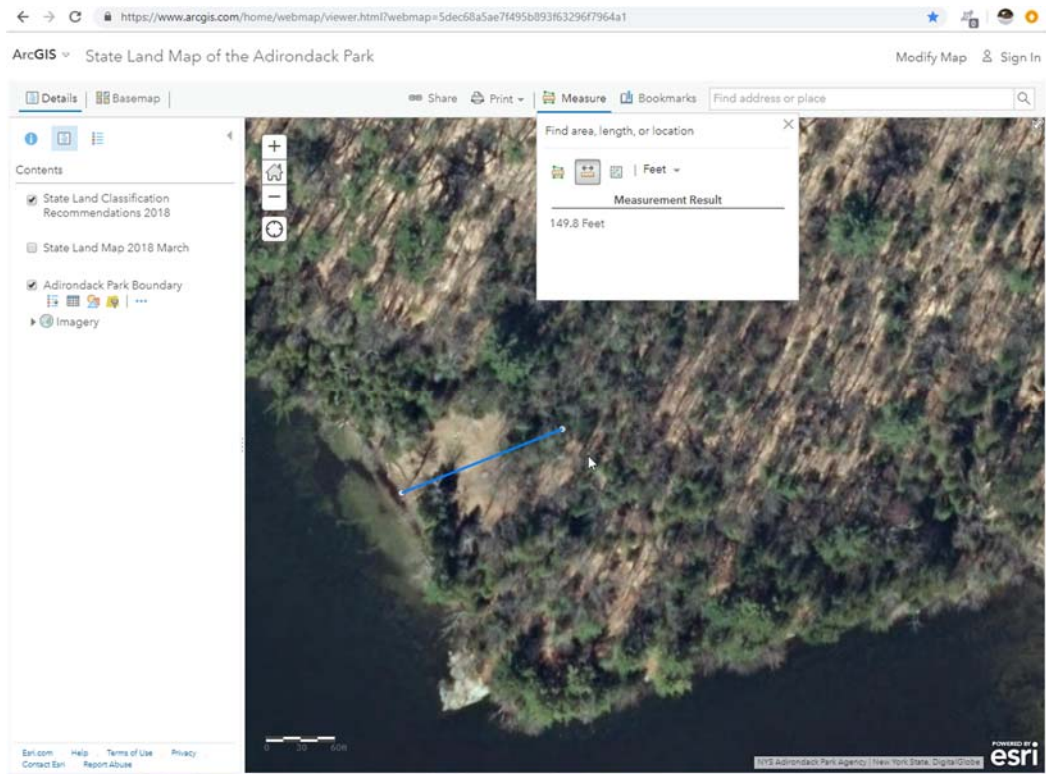 https://www.arcgis.com/home/webmap/viewer.html?webmap=5dec68a5ae7f495b893f63296f7964a1
ArcGIS State Land Map of the Adirondack Park
Modify Map Sign In
Details Basemap Share Print Measure Bookmarks Find address or place
Find area, length, or location
Feet
Measurement Result
149.8 Feet
Contents
State Land Classification
Recommendations 2018
State Land Map 2018 March
Adirondack Park Boundary
Imagery
0 30 60ft
Esri.com Help Terms of Use Privacy
Contact Esri Report Abuse
NYS Adirondack Park Agency | New York State, DigitalGlobe
POWERED BY
esri